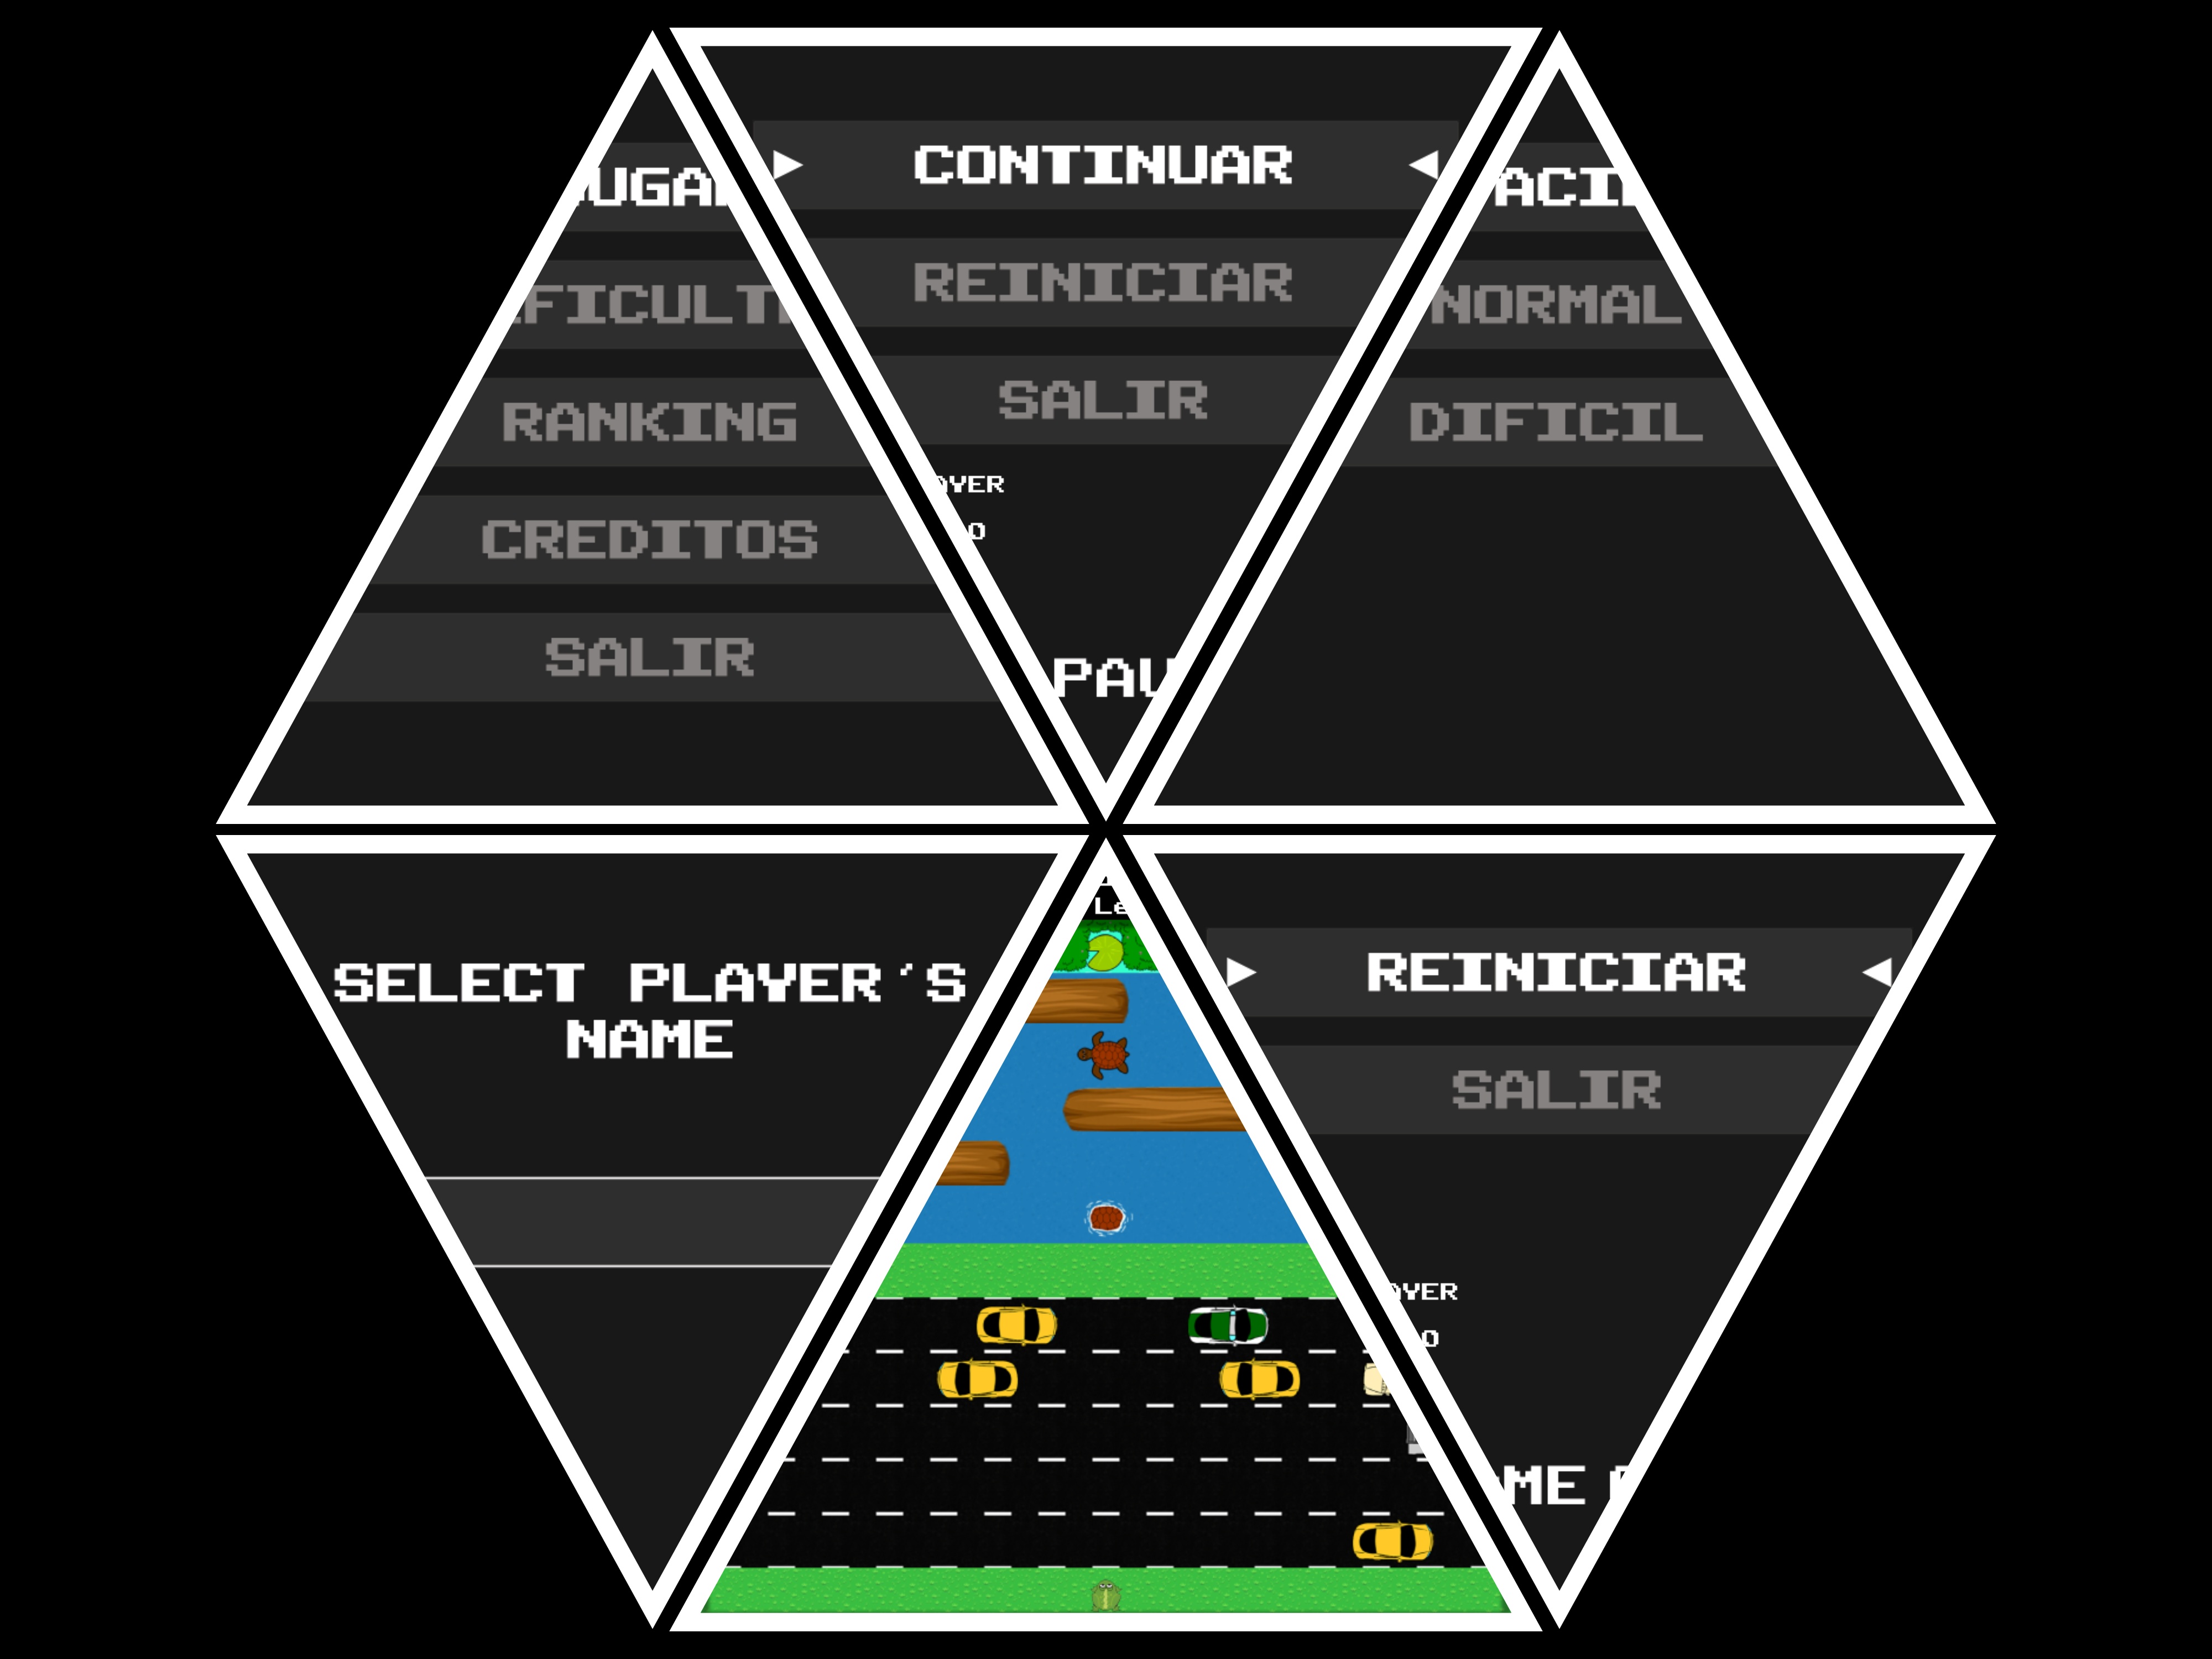 RANKING
CREDITOS
SALIR
CONTINUAR
REINICIAR
SALIR
NORMAL
DIFICIL
SELECT PLAYER'S
NAME
REINICIAR
SALIR